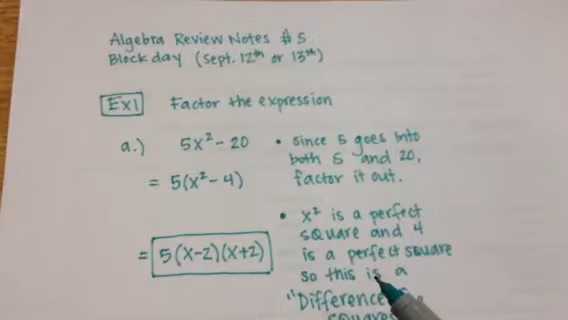 Algebra Review Notes #5
Block day (Sept. 12th or 13th)
Ex1 Factor the expression
a.) 5x² - 20
= 5(x² - 4)
= 5(x-2)(x+2)
• since 5 goes into
both 5 and 20,
factor it out.
• x² is a perfect
square and 4
is a perfect square
so this is a
"Difference
squares